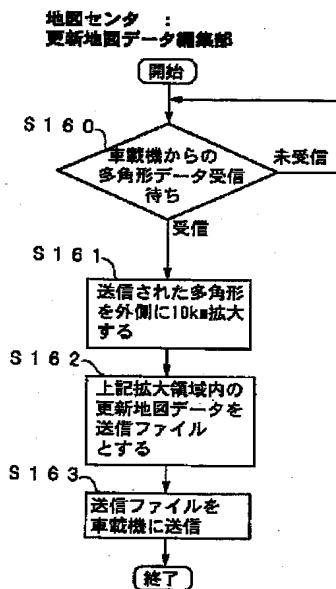 地図センタ :
更新地図データ編集部
開始
S160
車載機からの
多角形データ受信
待ち
未受信
受信
S161
送信された多角形
を外側に10km拡大
する
S162
上記拡大領域内の
更新地図データを
送信ファイル
とする
S163
送信ファイルを
車載機に送信
終了